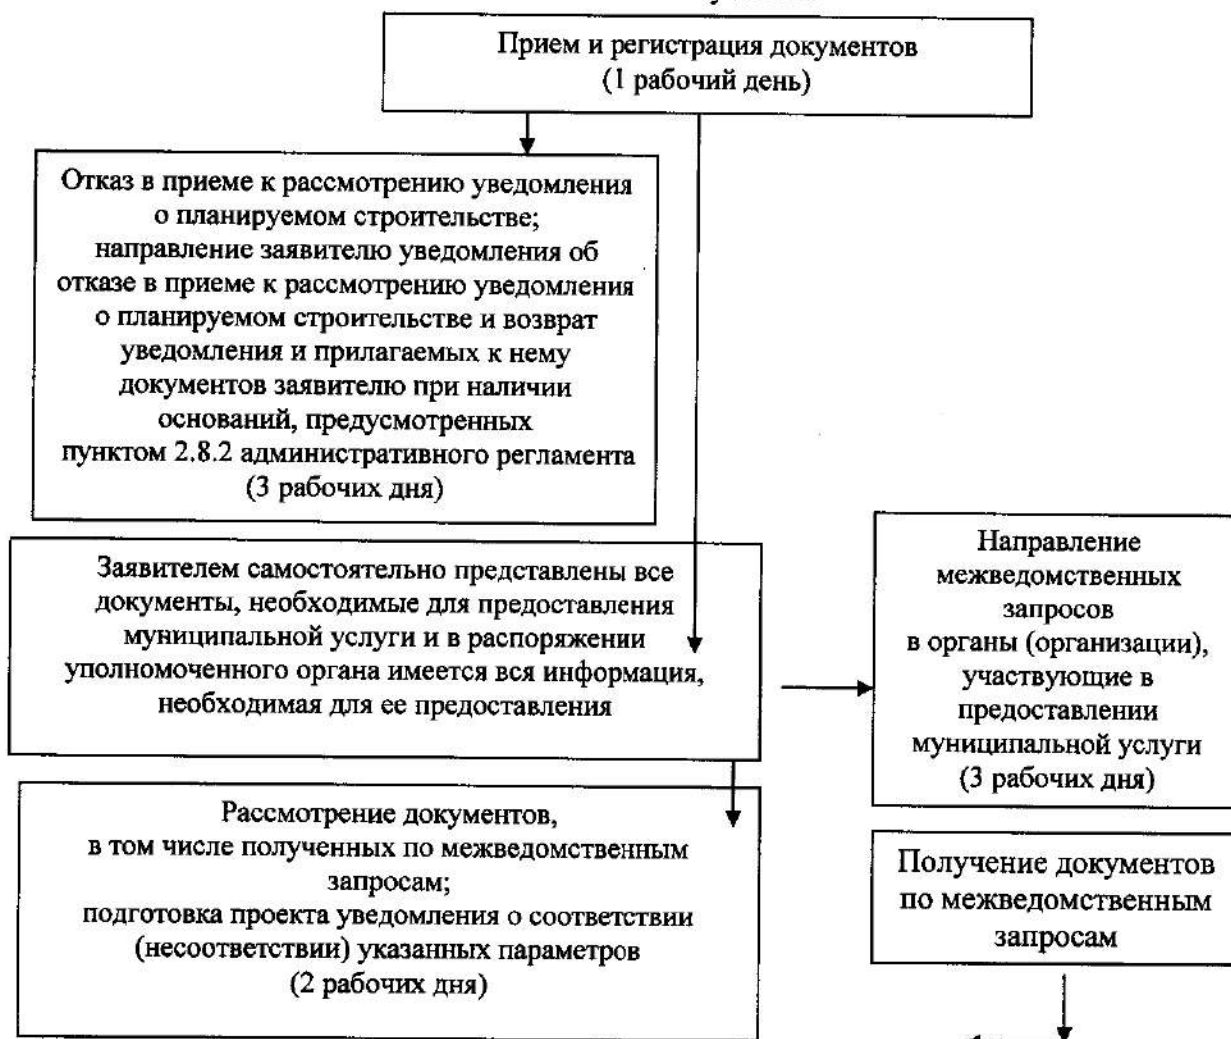 Прием и регистрация документов
(1 рабочий день)
Отказ в приеме к рассмотрению уведомления
о планируемом строительстве;
направление заявителю уведомления об
отказе в приеме к рассмотрению уведомления
о планируемом строительстве и возврат
уведомления и прилагаемых к нему
документов заявителю при наличии
оснований, предусмотренных
пунктом 2.8.2 административного регламента
(3 рабочих дня)
Заявителем самостоятельно представлены все
документы, необходимые для предоставления
муниципальной услуги и в распоряжении
уполномоченного органа имеется вся информация,
необходимая для ее предоставления
Направление
межведомственных
запросов
в органы (организации),
участвующие в
предоставлении
муниципальной услуги
(3 рабочих дня)
Рассмотрение документов,
в том числе полученных по межведомственным
запросам;
подготовка проекта уведомления о соответствии
(несоответствии) указанных параметров
(2 рабочих дня)
Получение документов
по межведомственным
запросам